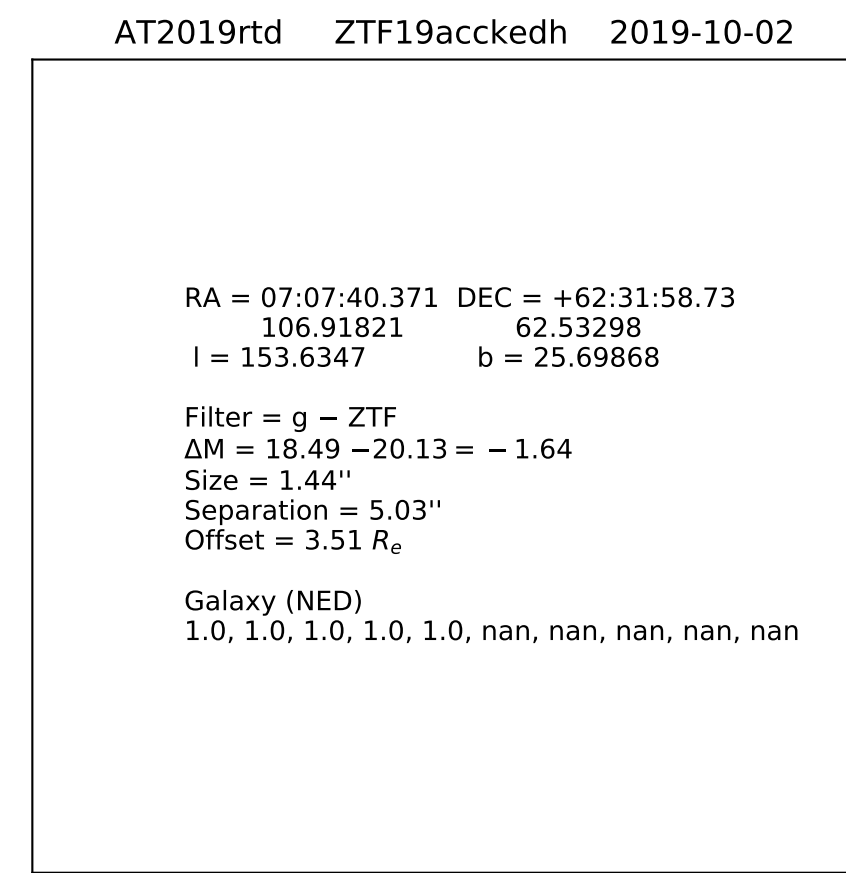 AT2019rtd ZTF19acckedh 2019-10-02
RA = 07:07:40.371 DEC = +62:31:58.73
106.91821 62.53298
l = 153.6347 b = 25.69868
Filter = g − ZTF
ΔM = 18.49 −20.13 = − 1.64
Size = 1.44''
Separation = 5.03''
Offset = 3.51 Rₑ
Galaxy (NED)
1.0, 1.0, 1.0, 1.0, 1.0, nan, nan, nan, nan, nan